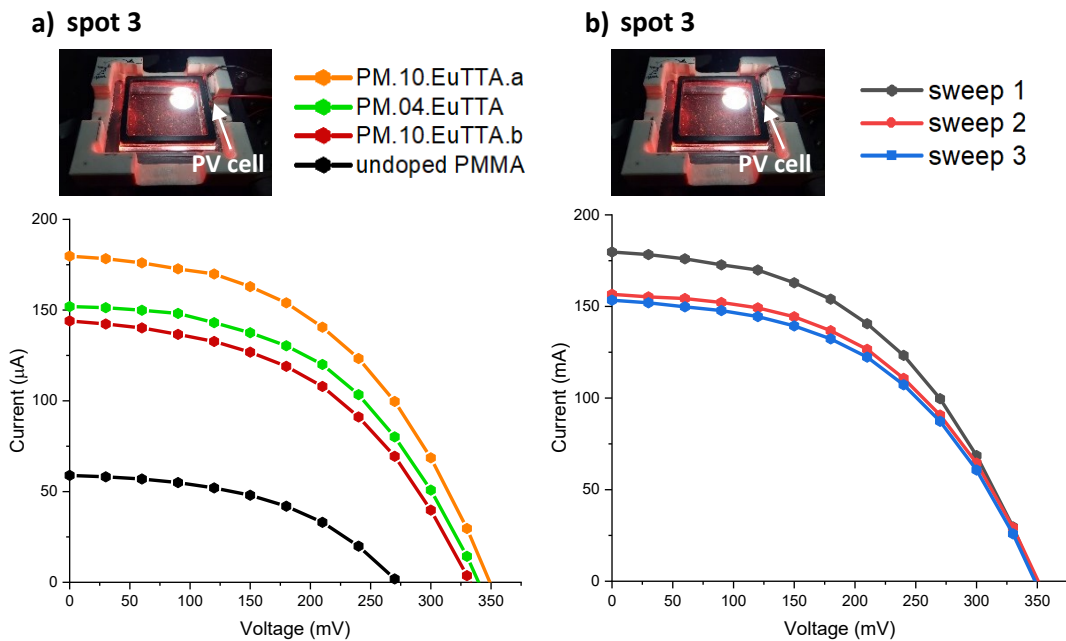 a) spot 3
PV cell
PM.10.EuTTA.a
PM.04.EuTTA
PM.10.EuTTA.b
undoped PMMA
200
150
100
50
0
Current (µA)
0 50 100 150 200 250 300 350
Voltage (mV)
b) spot 3
PV cell
sweep 1
sweep 2
sweep 3
200
150
100
50
0
Current (mA)
0 50 100 150 200 250 300 350
Voltage (mV)